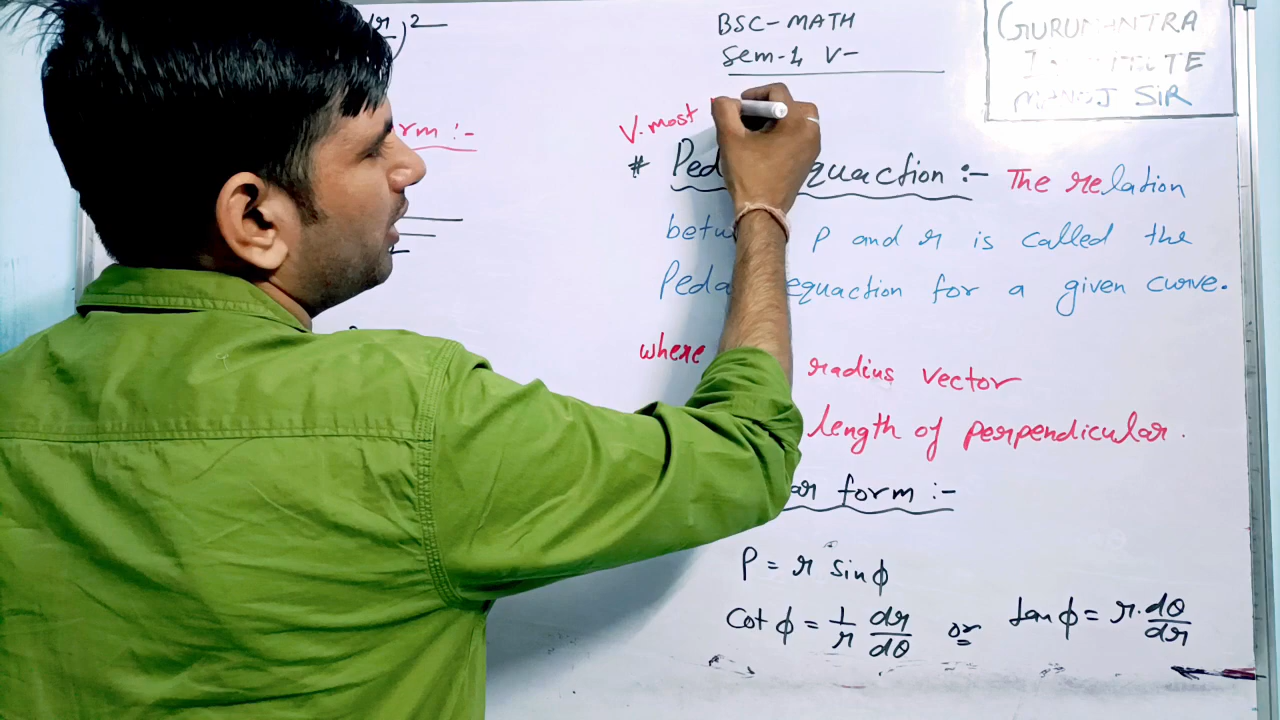 )²
BSC-MATH
Sem-1 V-
GURUMANTRA
MANOJ SIR
rm :-
V. most
# Ped quaction :- The relation
betw p and r is called the
Peda equaction for a given curve.
where radius vector
length of perpendicular.
ar form :-
P = r sinϕ
Cot ϕ = 1/r dr/dθ or tan ϕ = r. dθ/dr